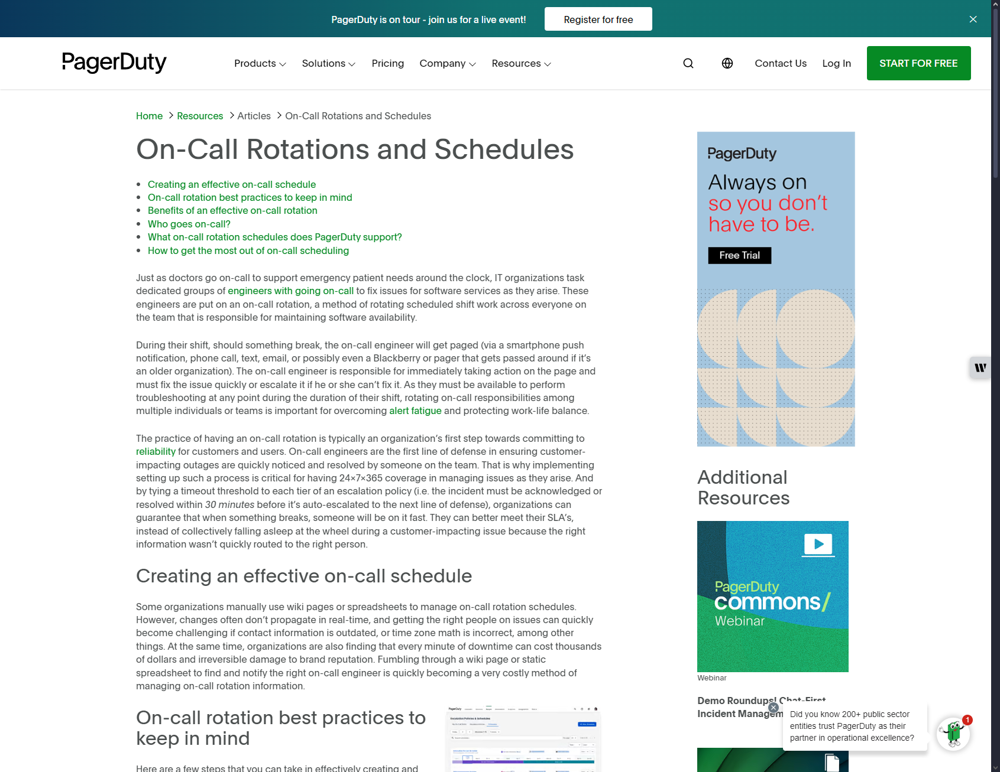 PagerDuty is on tour - join us for a live event!
Register for free
PagerDuty
Products
Solutions
Pricing
Company
Resources
Contact Us
Log In
START FOR FREE
Home
Resources
Articles
On-Call Rotations and Schedules
On-Call Rotations and Schedules
Creating an effective on-call schedule
On-call rotation best practices to keep in mind
Benefits of an effective on-call rotation
Who goes on-call?
What on-call rotation schedules does PagerDuty support?
How to get the most out of on-call scheduling
Just as doctors go on-call to support emergency patient needs around the clock, IT organizations task
dedicated groups of engineers with going on-call to fix issues for software services as they arise. These
engineers are put on an on-call rotation, a method of rotating scheduled shift work across everyone on
the team that is responsible for maintaining software availability.
During their shift, should something break, the on-call engineer will get paged (via a smartphone push
notification, phone call, text, email, or possibly even a Blackberry or pager that gets passed around if it’s
an older organization). The on-call engineer is responsible for immediately taking action on the page and
must fix the issue quickly or escalate it if he or she can’t fix it. As they must be available to perform
troubleshooting at any point during the duration of their shift, rotating on-call responsibilities among
multiple individuals or teams is important for overcoming alert fatigue and protecting work-life balance.
The practice of having an on-call rotation is typically an organization’s first step towards committing to
reliability for customers and users. On-call engineers are the first line of defense in ensuring customer-
impacting outages are quickly noticed and resolved by someone on the team. That is why implementing
setting up such a process is critical for having 24×7×365 coverage in managing issues as they arise. And
by tying a timeout threshold to each tier of an escalation policy (i.e. the incident must be acknowledged or
resolved within 30 minutes before it’s auto-escalated to the next line of defense), organizations can
guarantee that when something breaks, someone will be on it fast. They can better meet their SLA’s,
instead of collectively falling asleep at the wheel during a customer-impacting issue because the right
information wasn’t quickly routed to the right person.
Creating an effective on-call schedule
Some organizations manually use wiki pages or spreadsheets to manage on-call rotation schedules.
However, changes often don’t propagate in real-time, and getting the right people on issues can quickly
become challenging if contact information is outdated, or time zone math is incorrect, among other
things. At the same time, organizations are also finding that every minute of downtime can cost thousands
of dollars and irreversible damage to brand reputation. Fumbling through a wiki page or static
spreadsheet to find and notify the right on-call engineer is quickly becoming a very costly method of
managing on-call rotation information.
On-call rotation best practices to
keep in mind
Here are a few steps that you can take in effectively creating and
PagerDuty
Escalation Policies & Schedules
PagerDuty
Always on
so you don’t
have to be.
Free Trial
Additional
Resources
PagerDuty
commons/
Webinar
Webinar
Demo Roundups! Chat-First
Incident Managem
Did you know 200+ public sector
entities trust PagerDuty as their
partner in operational excellence?
1